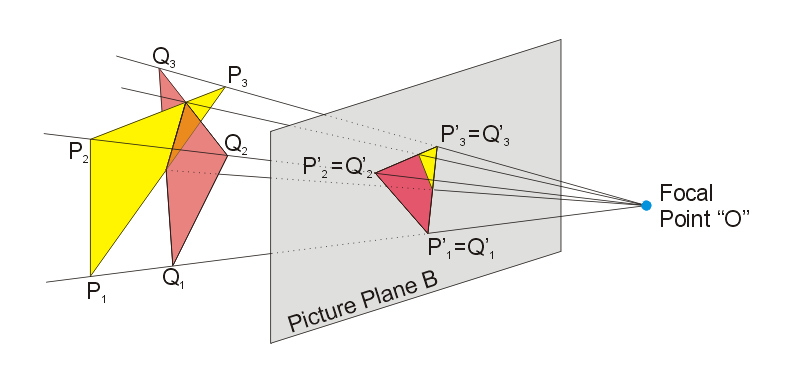 Q₃
P₃
P₂
Q₂
P'₃=Q'₃
P'₂=Q'₂
Focal
Point “O”
P'₁=Q'₁
Q₁
P₁
Picture Plane B